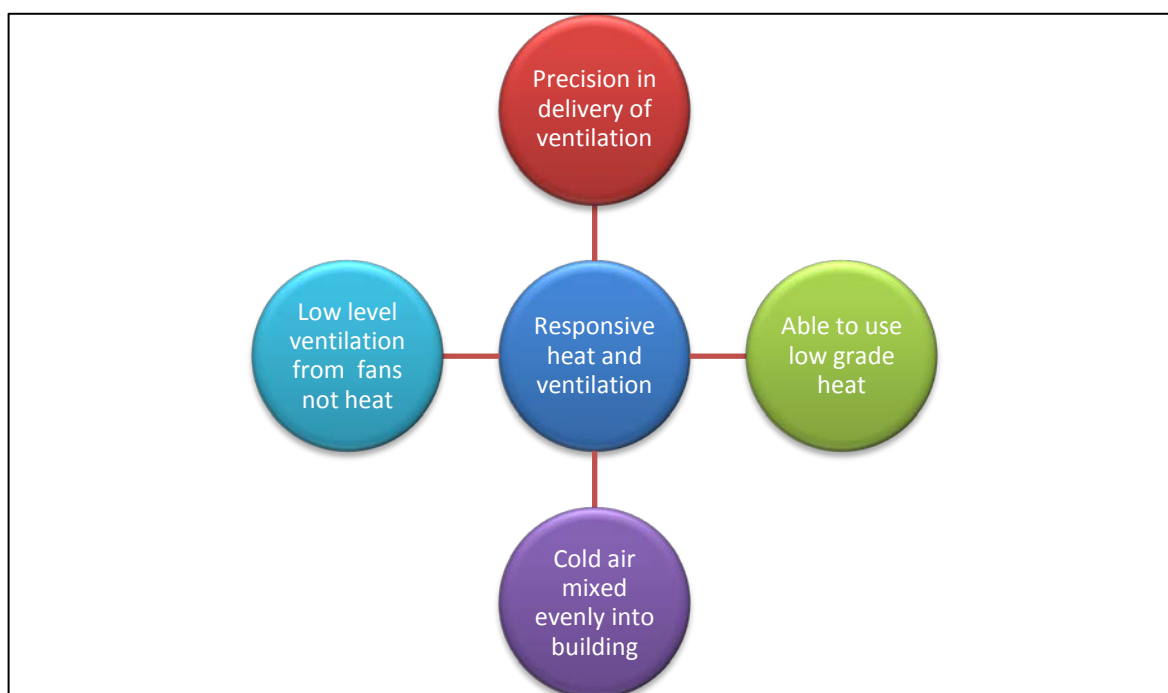 Precision in
delivery of
ventilation
Low level
ventilation
from  fans
not heat
Responsive
heat and
ventilation
Able to use
low grade
heat
Cold air
mixed
evenly into
building